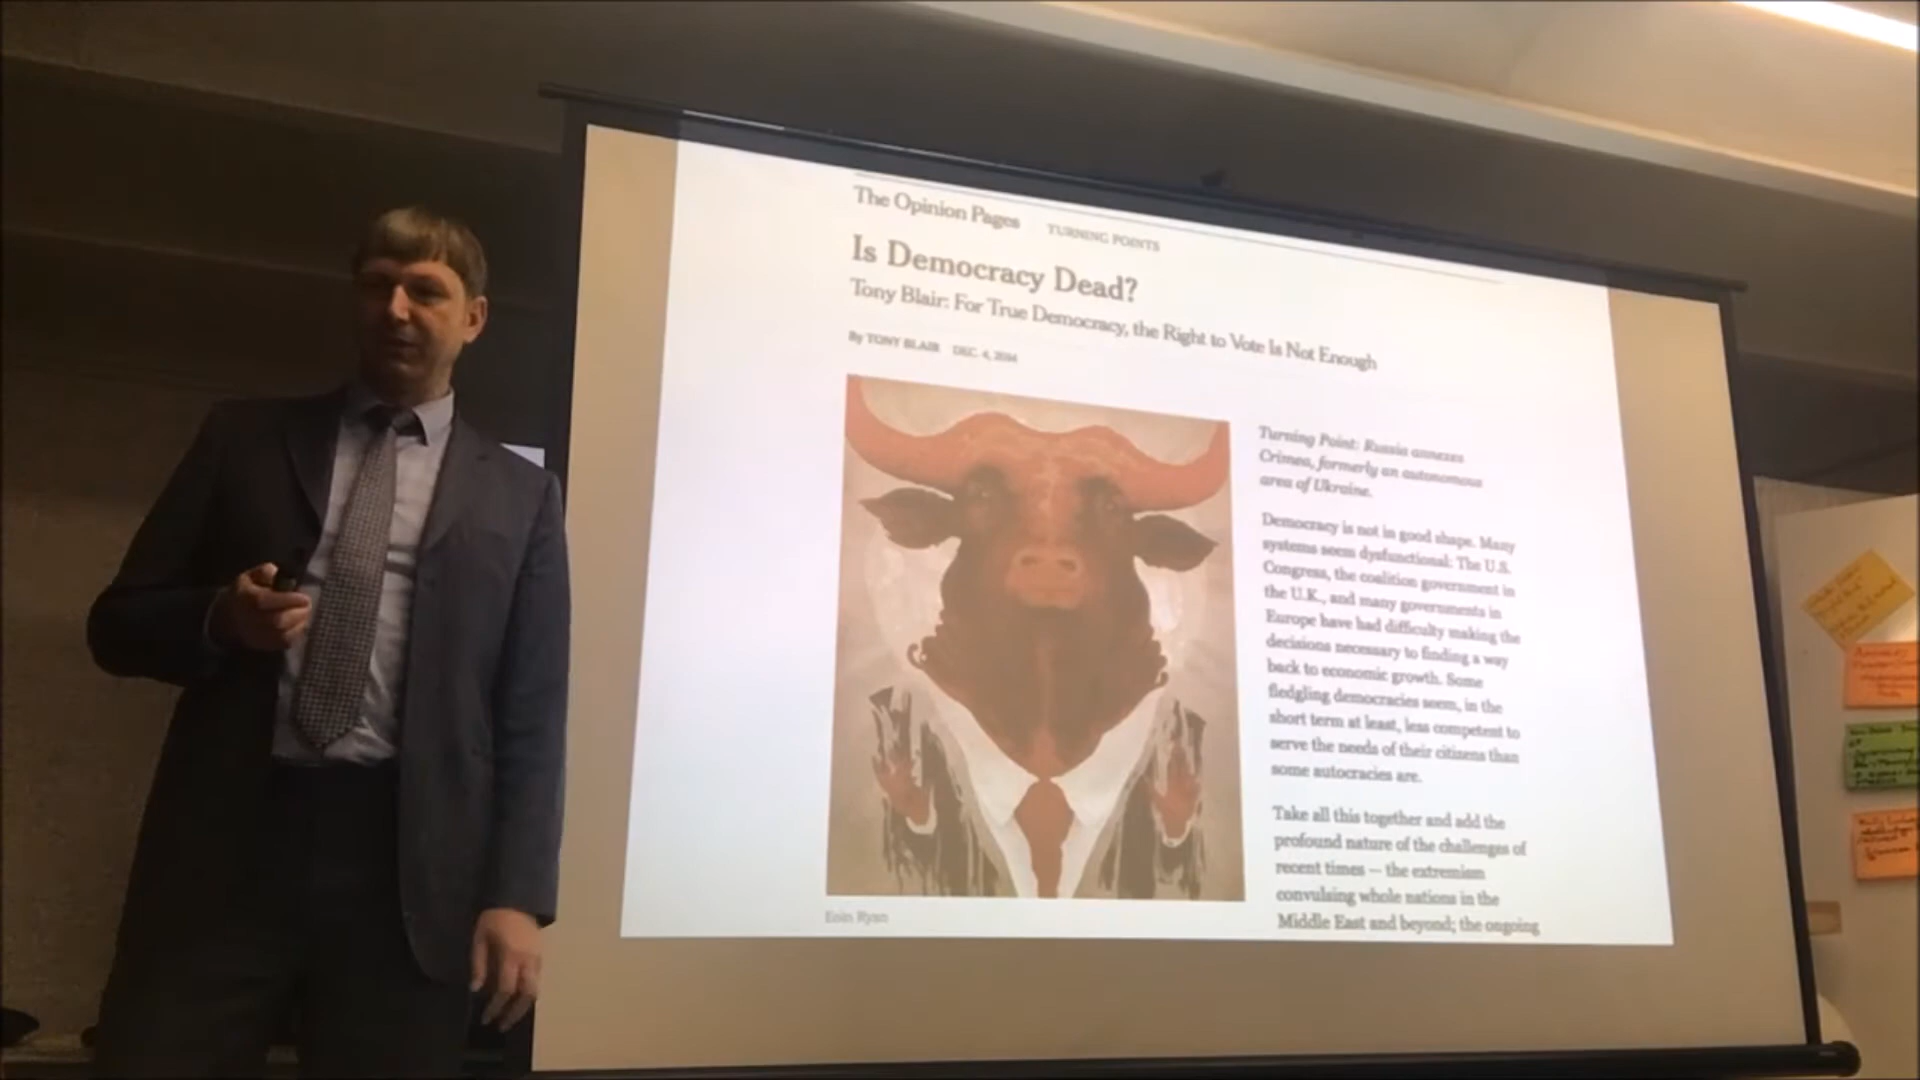 The Opinion Pages TURNING POINTS
Is Democracy Dead?
Tony Blair: For True Democracy, the Right to Vote Is Not Enough
By TONY BLAIR DEC. 4, 2014
Turning Point: Russia annexes
Crimea, formerly an autonomous
area of Ukraine.
Democracy is not in good shape. Many
systems seem dysfunctional: The U.S.
Congress, the coalition government in
the U.K., and many governments in
Europe have had difficulty making the
decisions necessary to finding a way
back to economic growth. Some
fledgling democracies seem, in the
short term at least, less competent to
serve the needs of their citizens than
some autocracies are.
Take all this together and add the
profound nature of the challenges of
recent times — the extremism
convulsing whole nations in the
Middle East and beyond; the ongoing
Eoin Ryan